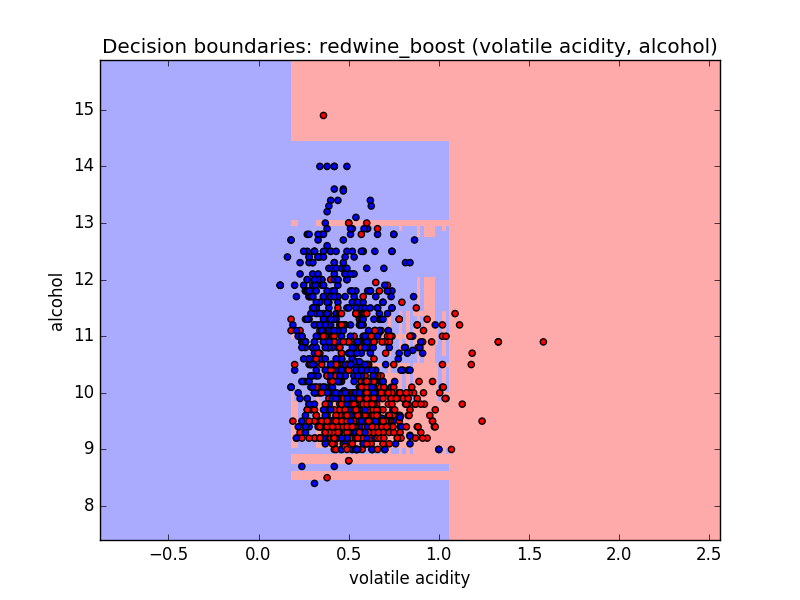 Decision boundaries: redwine_boost (volatile acidity, alcohol)
15
14
13
12
11
10
9
8
alcohol
−0.5 0.0 0.5 1.0 1.5 2.0 2.5
volatile acidity